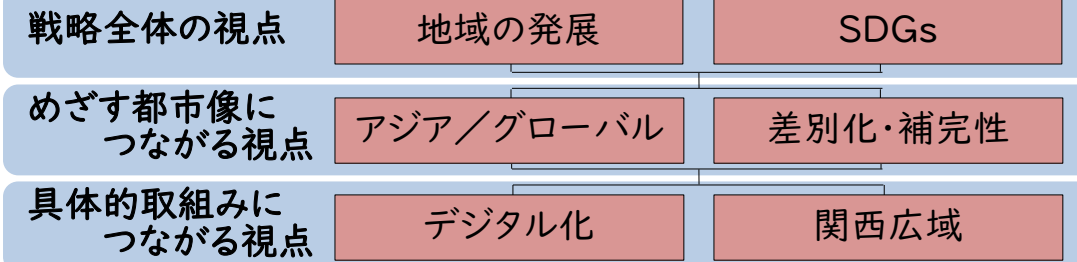 戦略全体の視点
地域の発展
SDGs
めざす都市像に
つながる視点
アジア／グローバル
差別化・補完性
具体的取組みに
つながる視点
デジタル化
関西広域